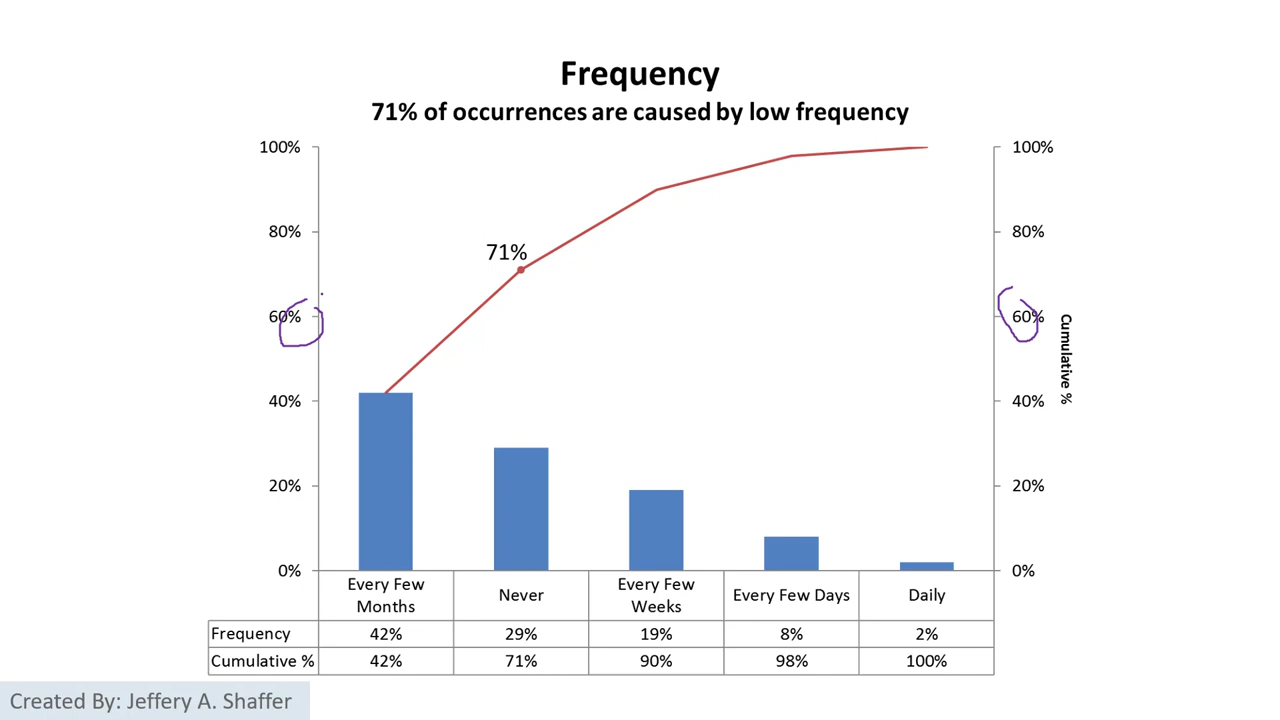 Frequency
71% of occurrences are caused by low frequency
100%
100%
80%
80%
71%
60%
60%
Cumulative %
40%
40%
20%
20%
0%
0%
Every Few
Months
Never
Every Few
Weeks
Every Few Days
Daily
Frequency 42% 29% 19% 8% 2%
Cumulative % 42% 71% 90% 98% 100%
Created By: Jeffery A. Shaffer